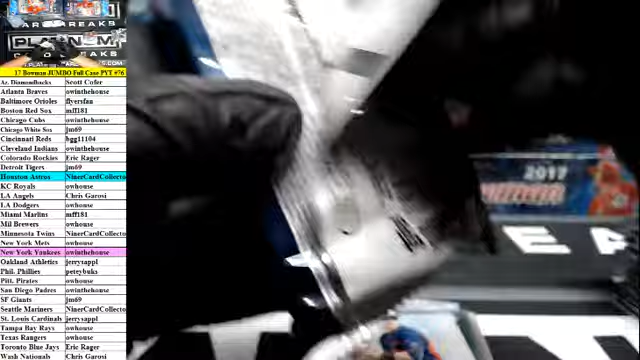 PLATINUM
17 Bowman JUMBO Full Case PYT #76
Az. Diamondbacks Scott Cofer
Atlanta Braves owinthehouse
Baltimore Orioles flyersfan
Boston Red Sox mff181
Chicago Cubs owinthehouse
Chicago White Sox jm69
Cincinnati Reds bgg11104
Cleveland Indians owinthehouse
Colorado Rockies Eric Rager
Detroit Tigers jm69
Houston Astros NinerCardCollecto
KC Royals owhouse
LA Angels Chris Garosi
LA Dodgers owhouse
Miami Marlins mff181
Mil Brewers owhouse
Minnesota Twins NinerCardCollecto
New York Mets owhouse
New York Yankees owinthehouse
Oakland Athletics jerrysappl
Phil. Phillies peteybuks
Pitt. Pirates owhouse
San Diego Padres owinthehouse
SF Giants jm69
Seattle Mariners NinerCardCollecto
St. Louis Cardinals jerrysappl
Tampa Bay Rays owhouse
Texas Rangers owhouse
Toronto Blue Jays Eric Rager
Wash Nationals Chris Garosi
2017
E A